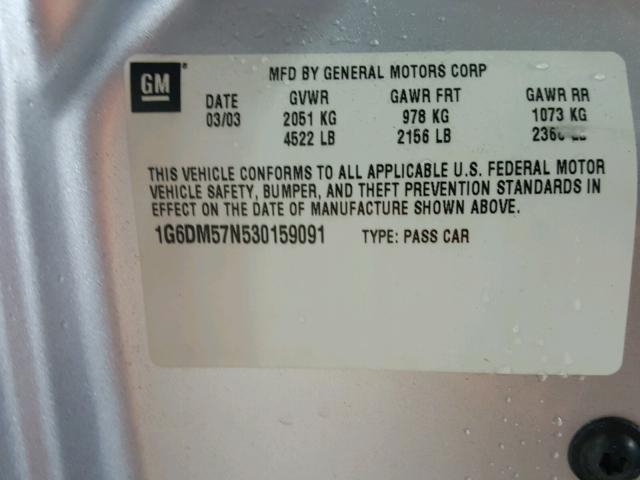 GM
MFD BY GENERAL MOTORS CORP
DATE GVWR GAWR FRT GAWR RR
03/03 2051 KG 978 KG 1073 KG
4522 LB 2156 LB
THIS VEHICLE CONFORMS TO ALL APPLICABLE U.S. FEDERAL MOTOR
VEHICLE SAFETY, BUMPER, AND THEFT PREVENTION STANDARDS IN
EFFECT ON THE DATE OF MANUFACTURE SHOWN ABOVE.
1G6DM57N530159091 TYPE: PASS CAR